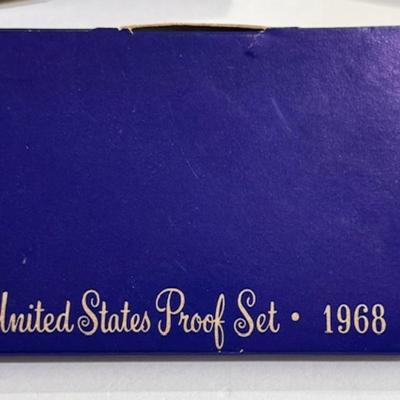 United States Proof Set • 1968